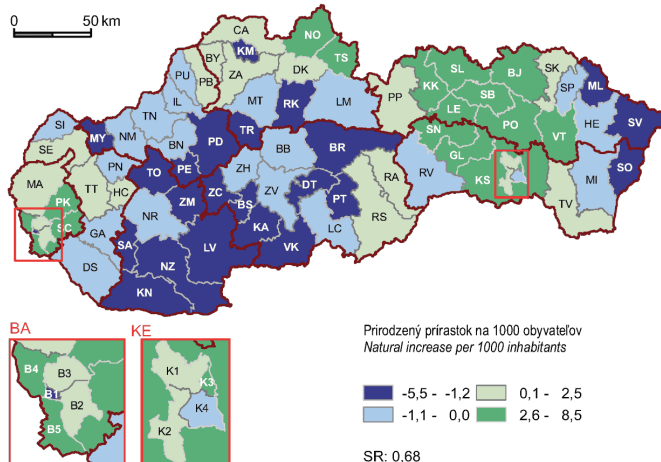 0 50 km
CA
NO
KM
BY
TS
PU
PB
ZA
DK
SK
SL
BJ
ML
KK
SP
SB
IL
MT
RK
LM
PP
LE
TN
HE
SV
SI
MY
NM
PO
VT
BN
PD
TR
SN
SE
BB
BR
GL
PN
PE
ZH
RV
KS
SO
MA
TO
ZC
DT
RA
MI
TT
HC
ZM
BS
ZV
PT
TV
PK
NR
RS
SC
GA
KA
LC
SA
LV
VK
DS
NZ
KN
BA
KE
B4
B3
B1
B2
B5
K1
K3
K4
K2
Prirodzený prírastok na 1000 obyvateľov
Natural increase per 1000 inhabitants
-5,5 - -1,2
0,1 - 2,5
-1,1 - 0,0
2,6 - 8,5
SR: 0.68